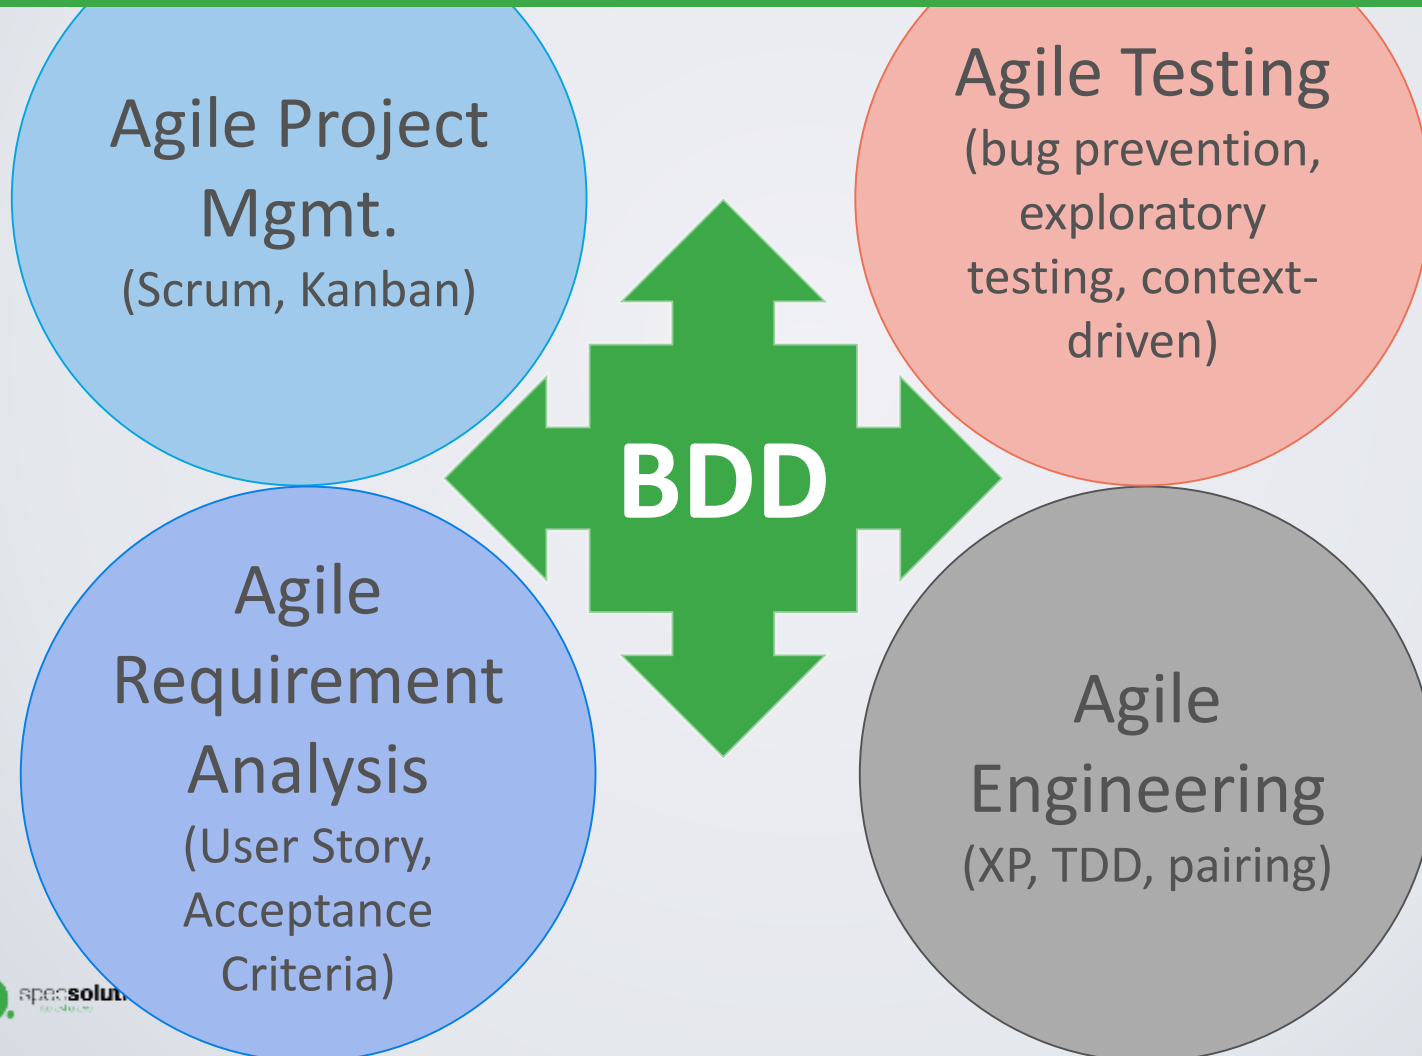 Agile Project
Mgmt.
(Scrum, Kanban)
Agile Testing
(bug prevention,
exploratory
testing, context-
driven)
BDD
Agile
Requirement
Analysis
(User Story,
Acceptance
Criteria)
Agile
Engineering
(XP, TDD, pairing)